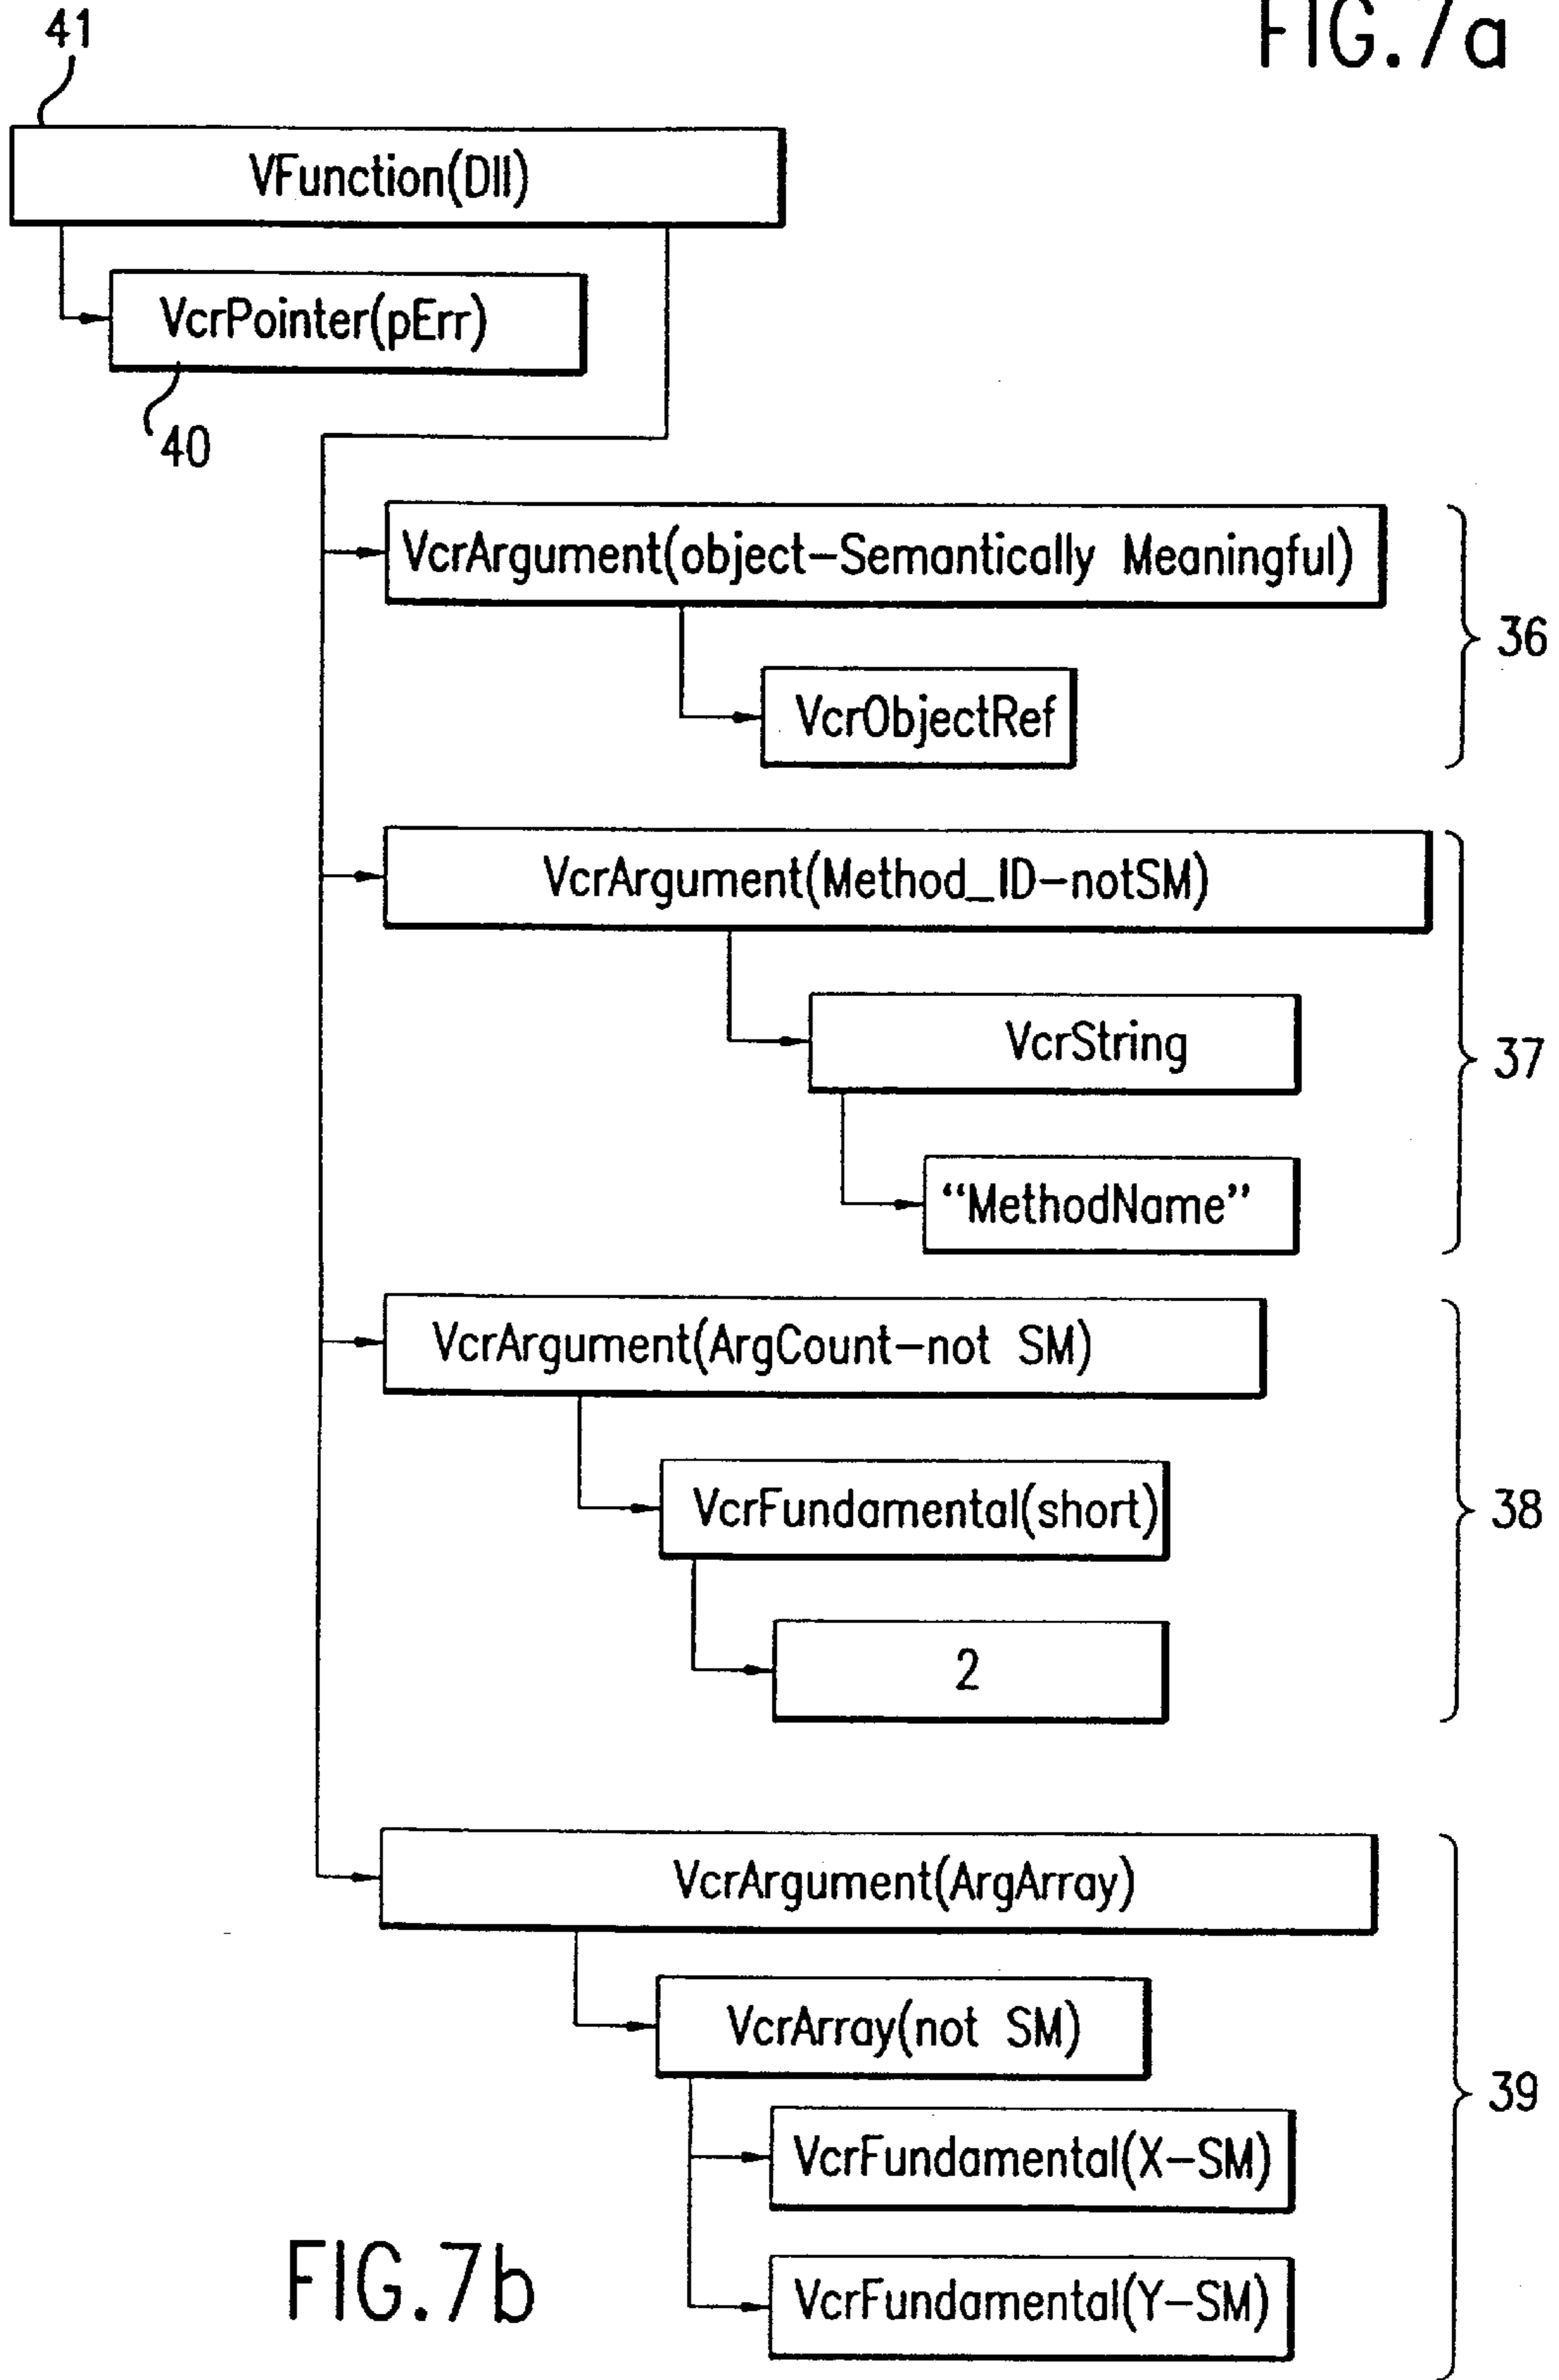 FIG.7a
41
VFunction(Dll)
VcrPointer(pErr)
40
VcrArgument(object-Semantically Meaningful)
36
VcrObjectRef
VcrArgument(Method_ID-notSM)
VcrString
37
“MethodName”
VcrArgument(ArgCount-not SM)
VcrFundamental(short)
38
2
VcrArgument(ArgArray)
VcrArray(not SM)
39
VcrFundamental(X-SM)
VcrFundamental(Y-SM)
FIG.7b